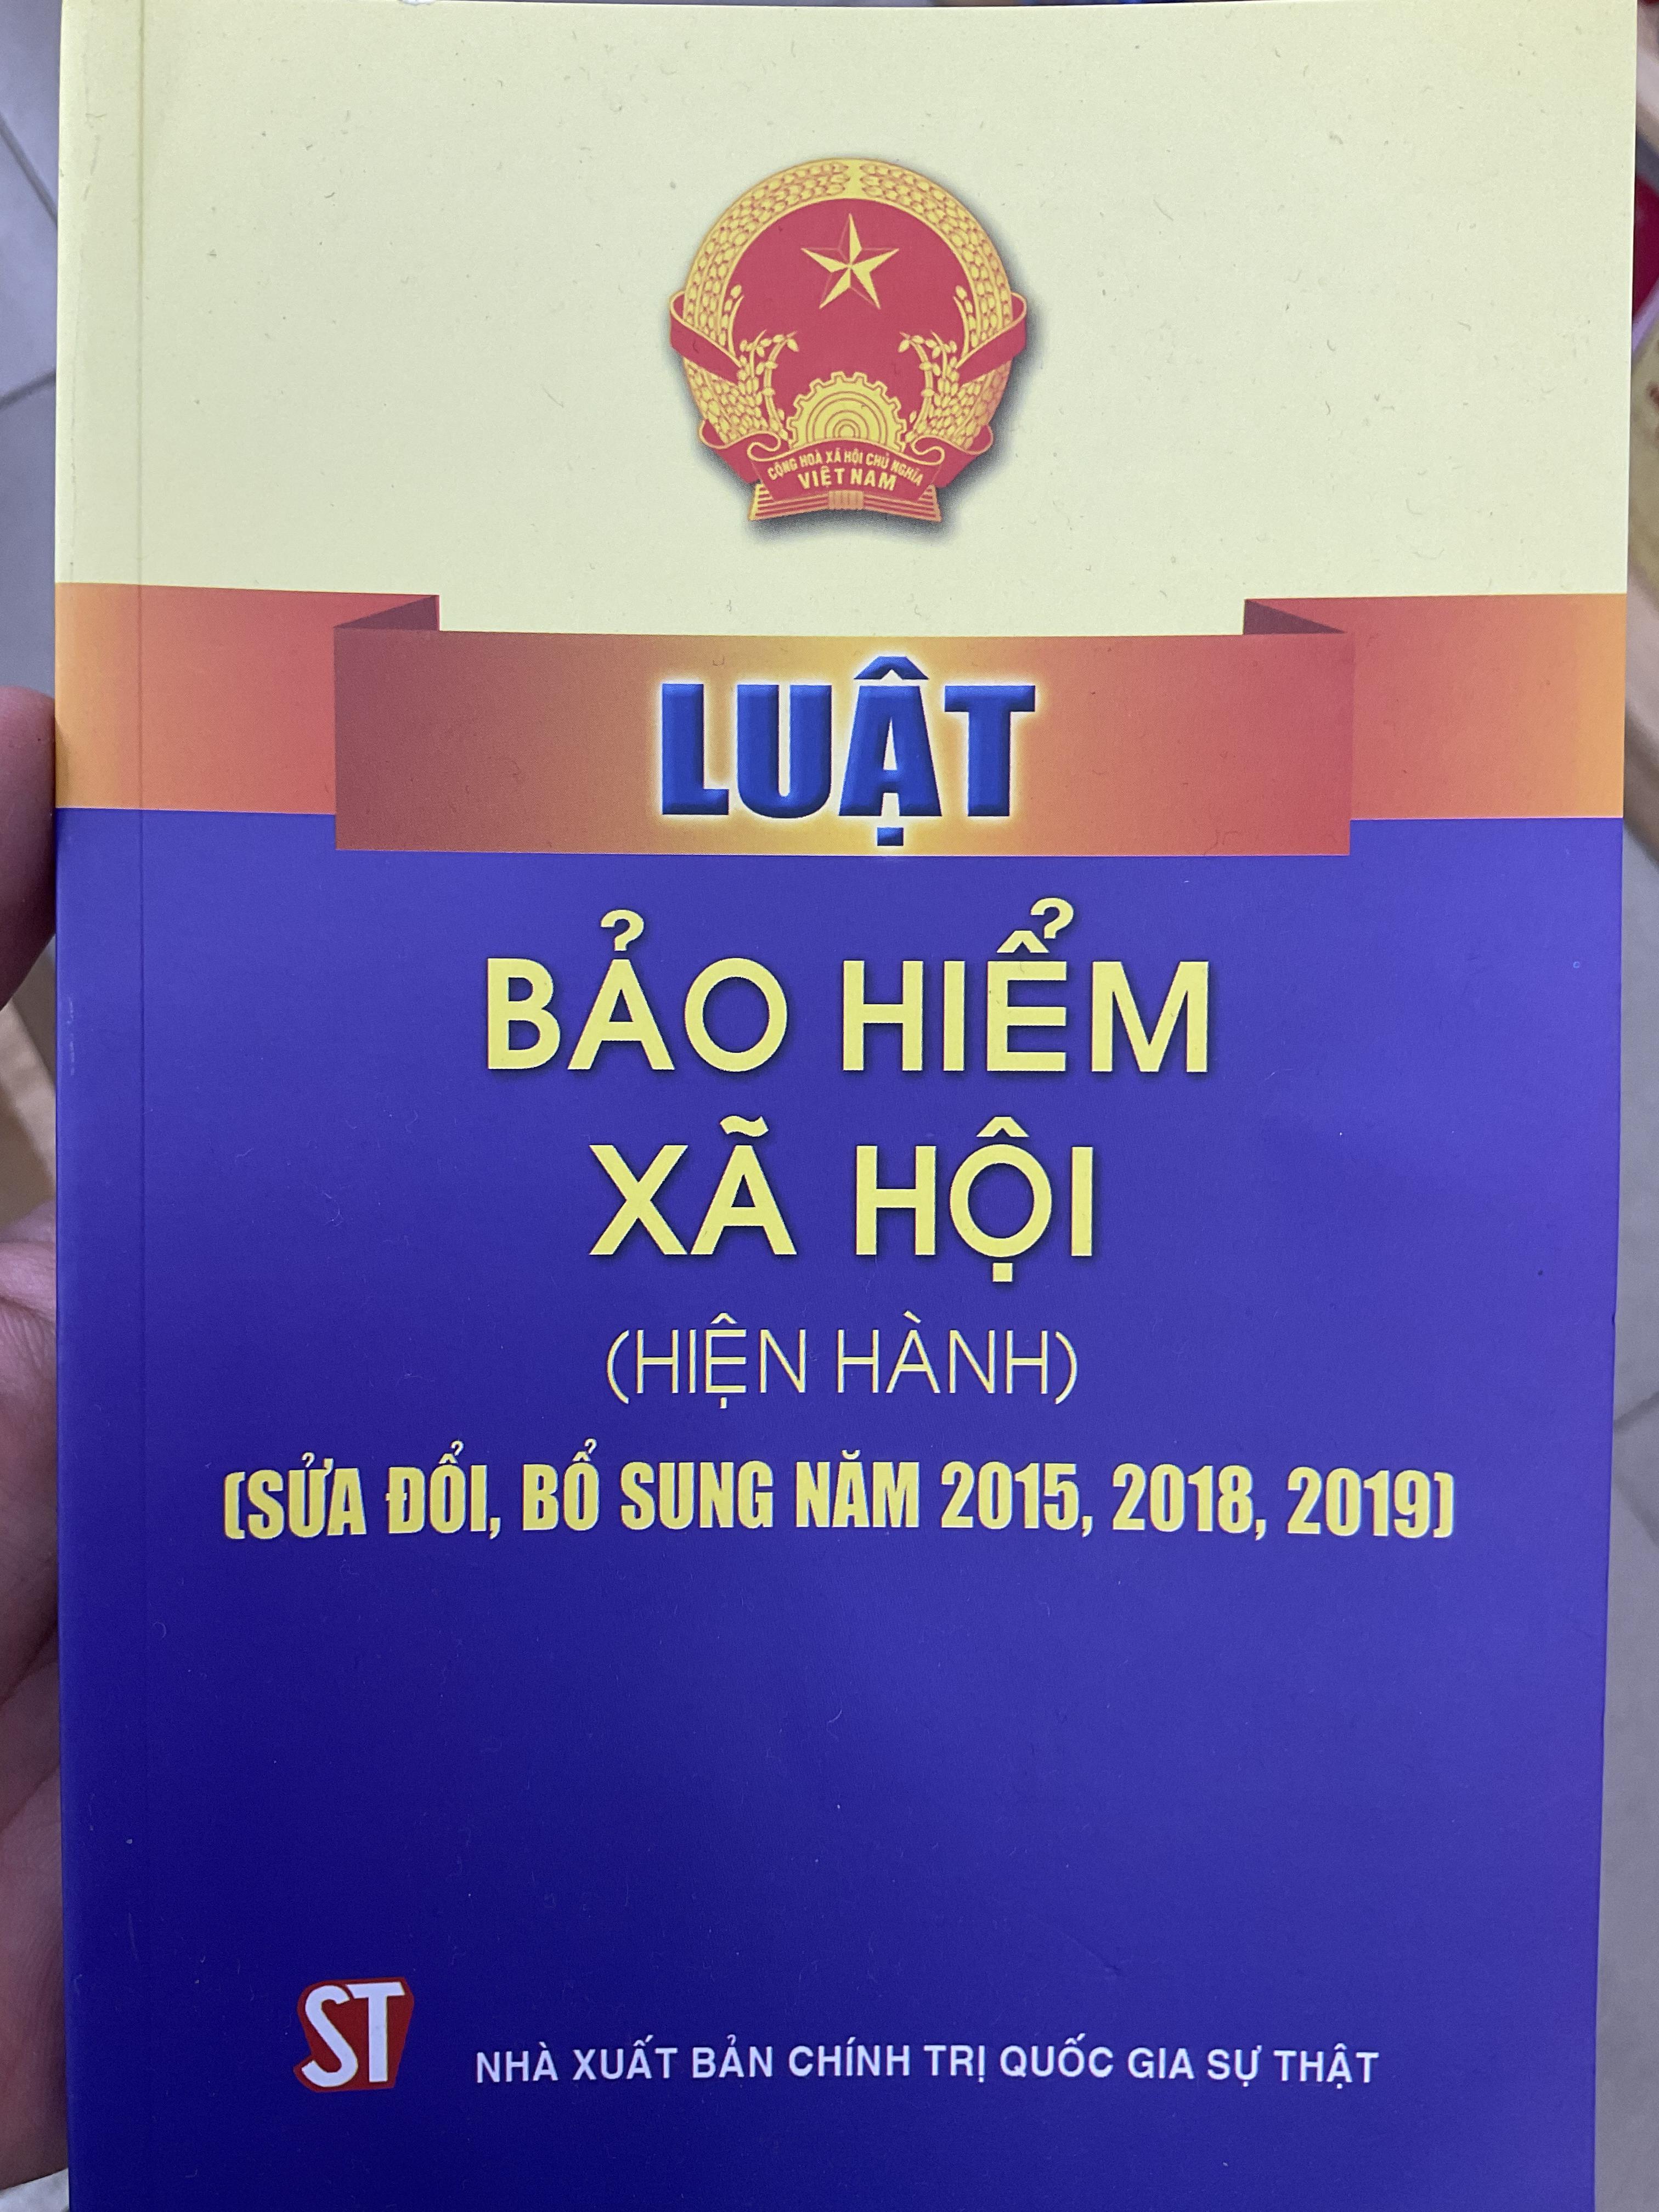 CỘNG HOÀ XÃ HỘI CHỦ NGHĨA
VIỆT NAM
LUẬT
BẢO HIỂM
XÃ HỘI
(HIỆN HÀNH)
(SỬA ĐỔI, BỔ SUNG NĂM 2015, 2018, 2019)
ST
NHÀ XUẤT BẢN CHÍNH TRỊ QUỐC GIA SỰ THẬT